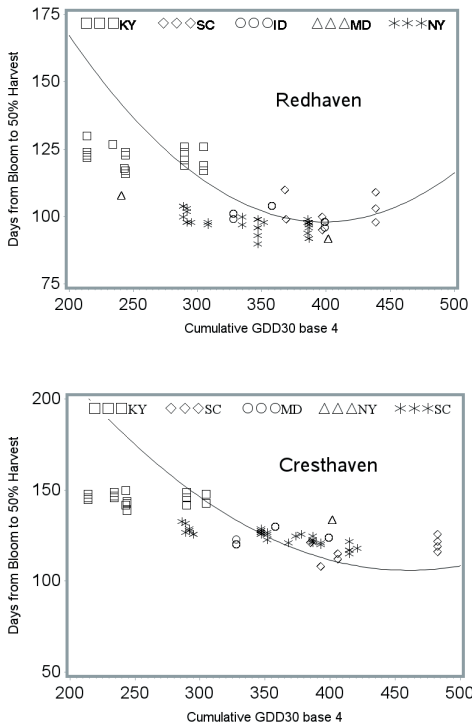 175
KY SC ID MD NY
150
Redhaven
125
100
75
Days from Bloom to 50% Harvest
200 250 300 350 400 450 500
Cumulative GDD30 base 4
200
KY SC MD NY SC
150
Cresthaven
100
50
Days from Bloom to 50% Harvest
200 250 300 350 400 450 500
Cumulative GDD30 base 4